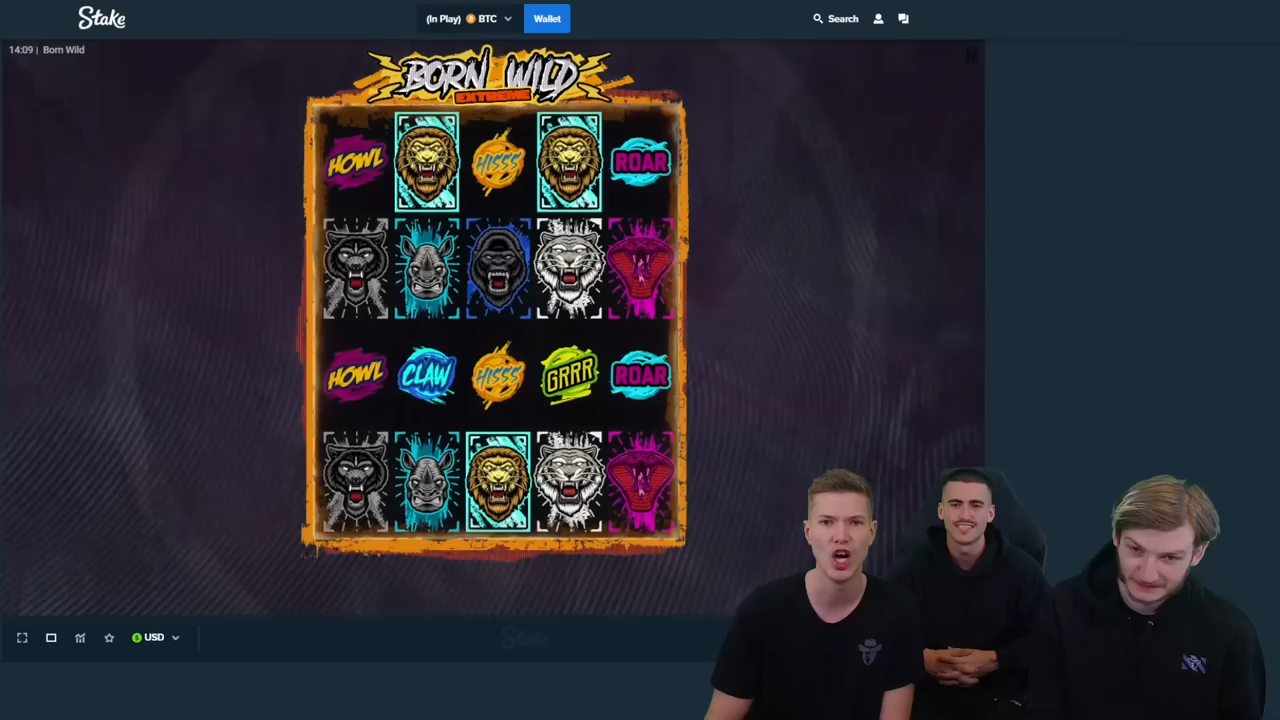 Stake
(In Play) BTC
Wallet
Search
14:09 | Born Wild
BORN WILD
EXTREME
HOWL
HISSS
ROAR
HOWL
CLAW
HISSS
GRRR
ROAR
USD
Stake